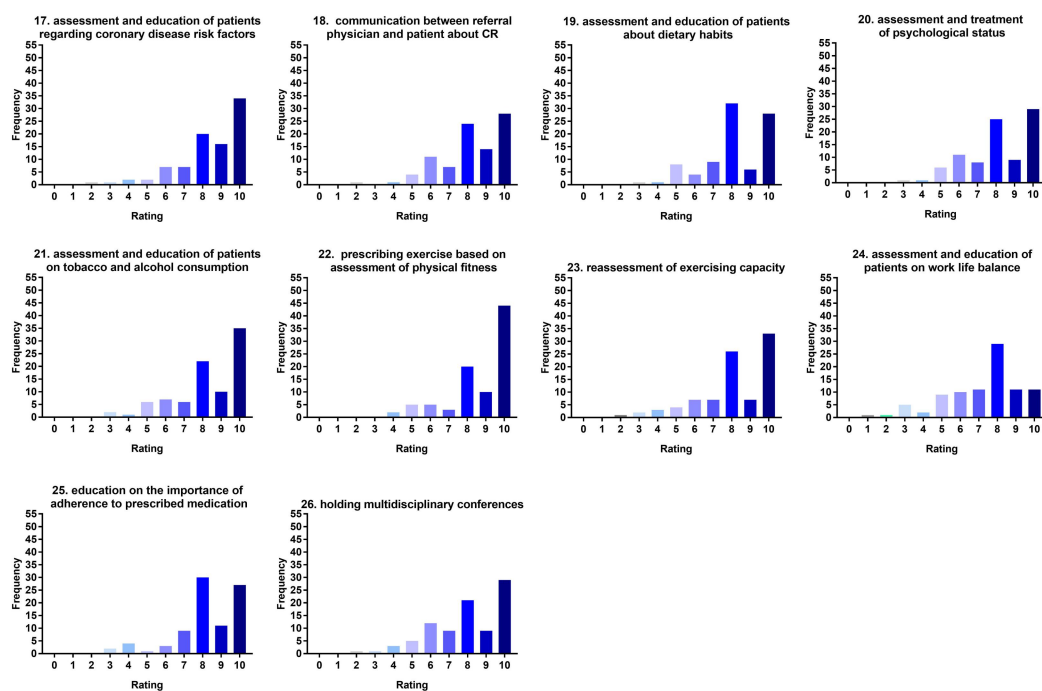 17. assessment and education of patients
regarding coronary disease risk factors
55
50
45
40
35
30
25
20
15
10
5
0
Frequency
0 1 2 3 4 5 6 7 8 9 10
Rating
18. communication between referral
physician and patient about CR
55
50
45
40
35
30
25
20
15
10
5
0
Frequency
0 1 2 3 4 5 6 7 8 9 10
Rating
19. assessment and education of patients
about dietary habits
55
50
45
40
35
30
25
20
15
10
5
0
Frequency
0 1 2 3 4 5 6 7 8 9 10
Rating
20. assessment and treatment
of psychological status
55
50
45
40
35
30
25
20
15
10
5
0
Frequency
0 1 2 3 4 5 6 7 8 9 10
Rating
21. assessment and education of patients
on tobacco and alcohol consumption
55
50
45
40
35
30
25
20
15
10
5
0
Frequency
0 1 2 3 4 5 6 7 8 9 10
Rating
22. prescribing exercise based on
assessment of physical fitness
55
50
45
40
35
30
25
20
15
10
5
0
Frequency
0 1 2 3 4 5 6 7 8 9 10
Rating
23. reassessment of exercising capacity
55
50
45
40
35
30
25
20
15
10
5
0
Frequency
0 1 2 3 4 5 6 7 8 9 10
Rating
24. assessment and education of
patients on work life balance
55
50
45
40
35
30
25
20
15
10
5
0
Frequency
0 1 2 3 4 5 6 7 8 9 10
Rating
25. education on the importance of
adherence to prescribed medication
55
50
45
40
35
30
25
20
15
10
5
0
Frequency
0 1 2 3 4 5 6 7 8 9 10
Rating
26. holding multidisciplinary conferences
55
50
45
40
35
30
25
20
15
10
5
0
Frequency
0 1 2 3 4 5 6 7 8 9 10
Rating